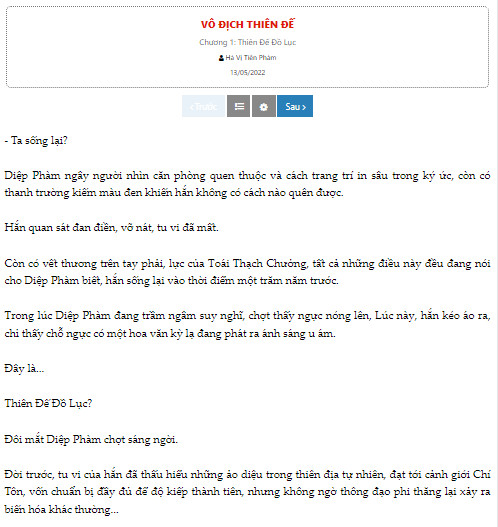 VÔ ĐỊCH THIÊN ĐẾ
Chương 1: Thiên Đế Đồ Lục
Hà Vị Tiên Phàm
13/05/2022
‹ Trước
Sau ›
- Ta sống lại?
Diệp Phàm ngây người nhìn căn phòng quen thuộc và cách trang trí in sâu trong ký ức, còn có
thanh trường kiếm màu đen khiến hắn không có cách nào quên được.
Hắn quan sát đan điền, vỡ nát, tu vi đã mất.
Còn có vết thương trên tay phải, lực của Toái Thạch Chưởng, tất cả những điều này đều đang nói
cho Diệp Phàm biết, hắn sống lại vào thời điểm một trăm năm trước.
Trong lúc Diệp Phàm đang trầm ngâm suy nghĩ, chợt thấy ngực nóng lên, Lúc này, hắn kéo áo ra,
chỉ thấy chỗ ngực có một hoa văn kỳ lạ đang phát ra ánh sáng u ám.
Đây là...
Thiên Đế Đồ Lục?
Đôi mắt Diệp Phàm chợt sáng ngời.
Đời trước, tu vi của hắn đã thấu hiểu những ảo diệu trong thiên địa tự nhiên, đạt tới cảnh giới Chí
Tôn, vốn chuẩn bị đầy đủ để độ kiếp thành tiên, nhưng không ngờ thông đạo phi thăng lại xảy ra
biến hóa khác thường...